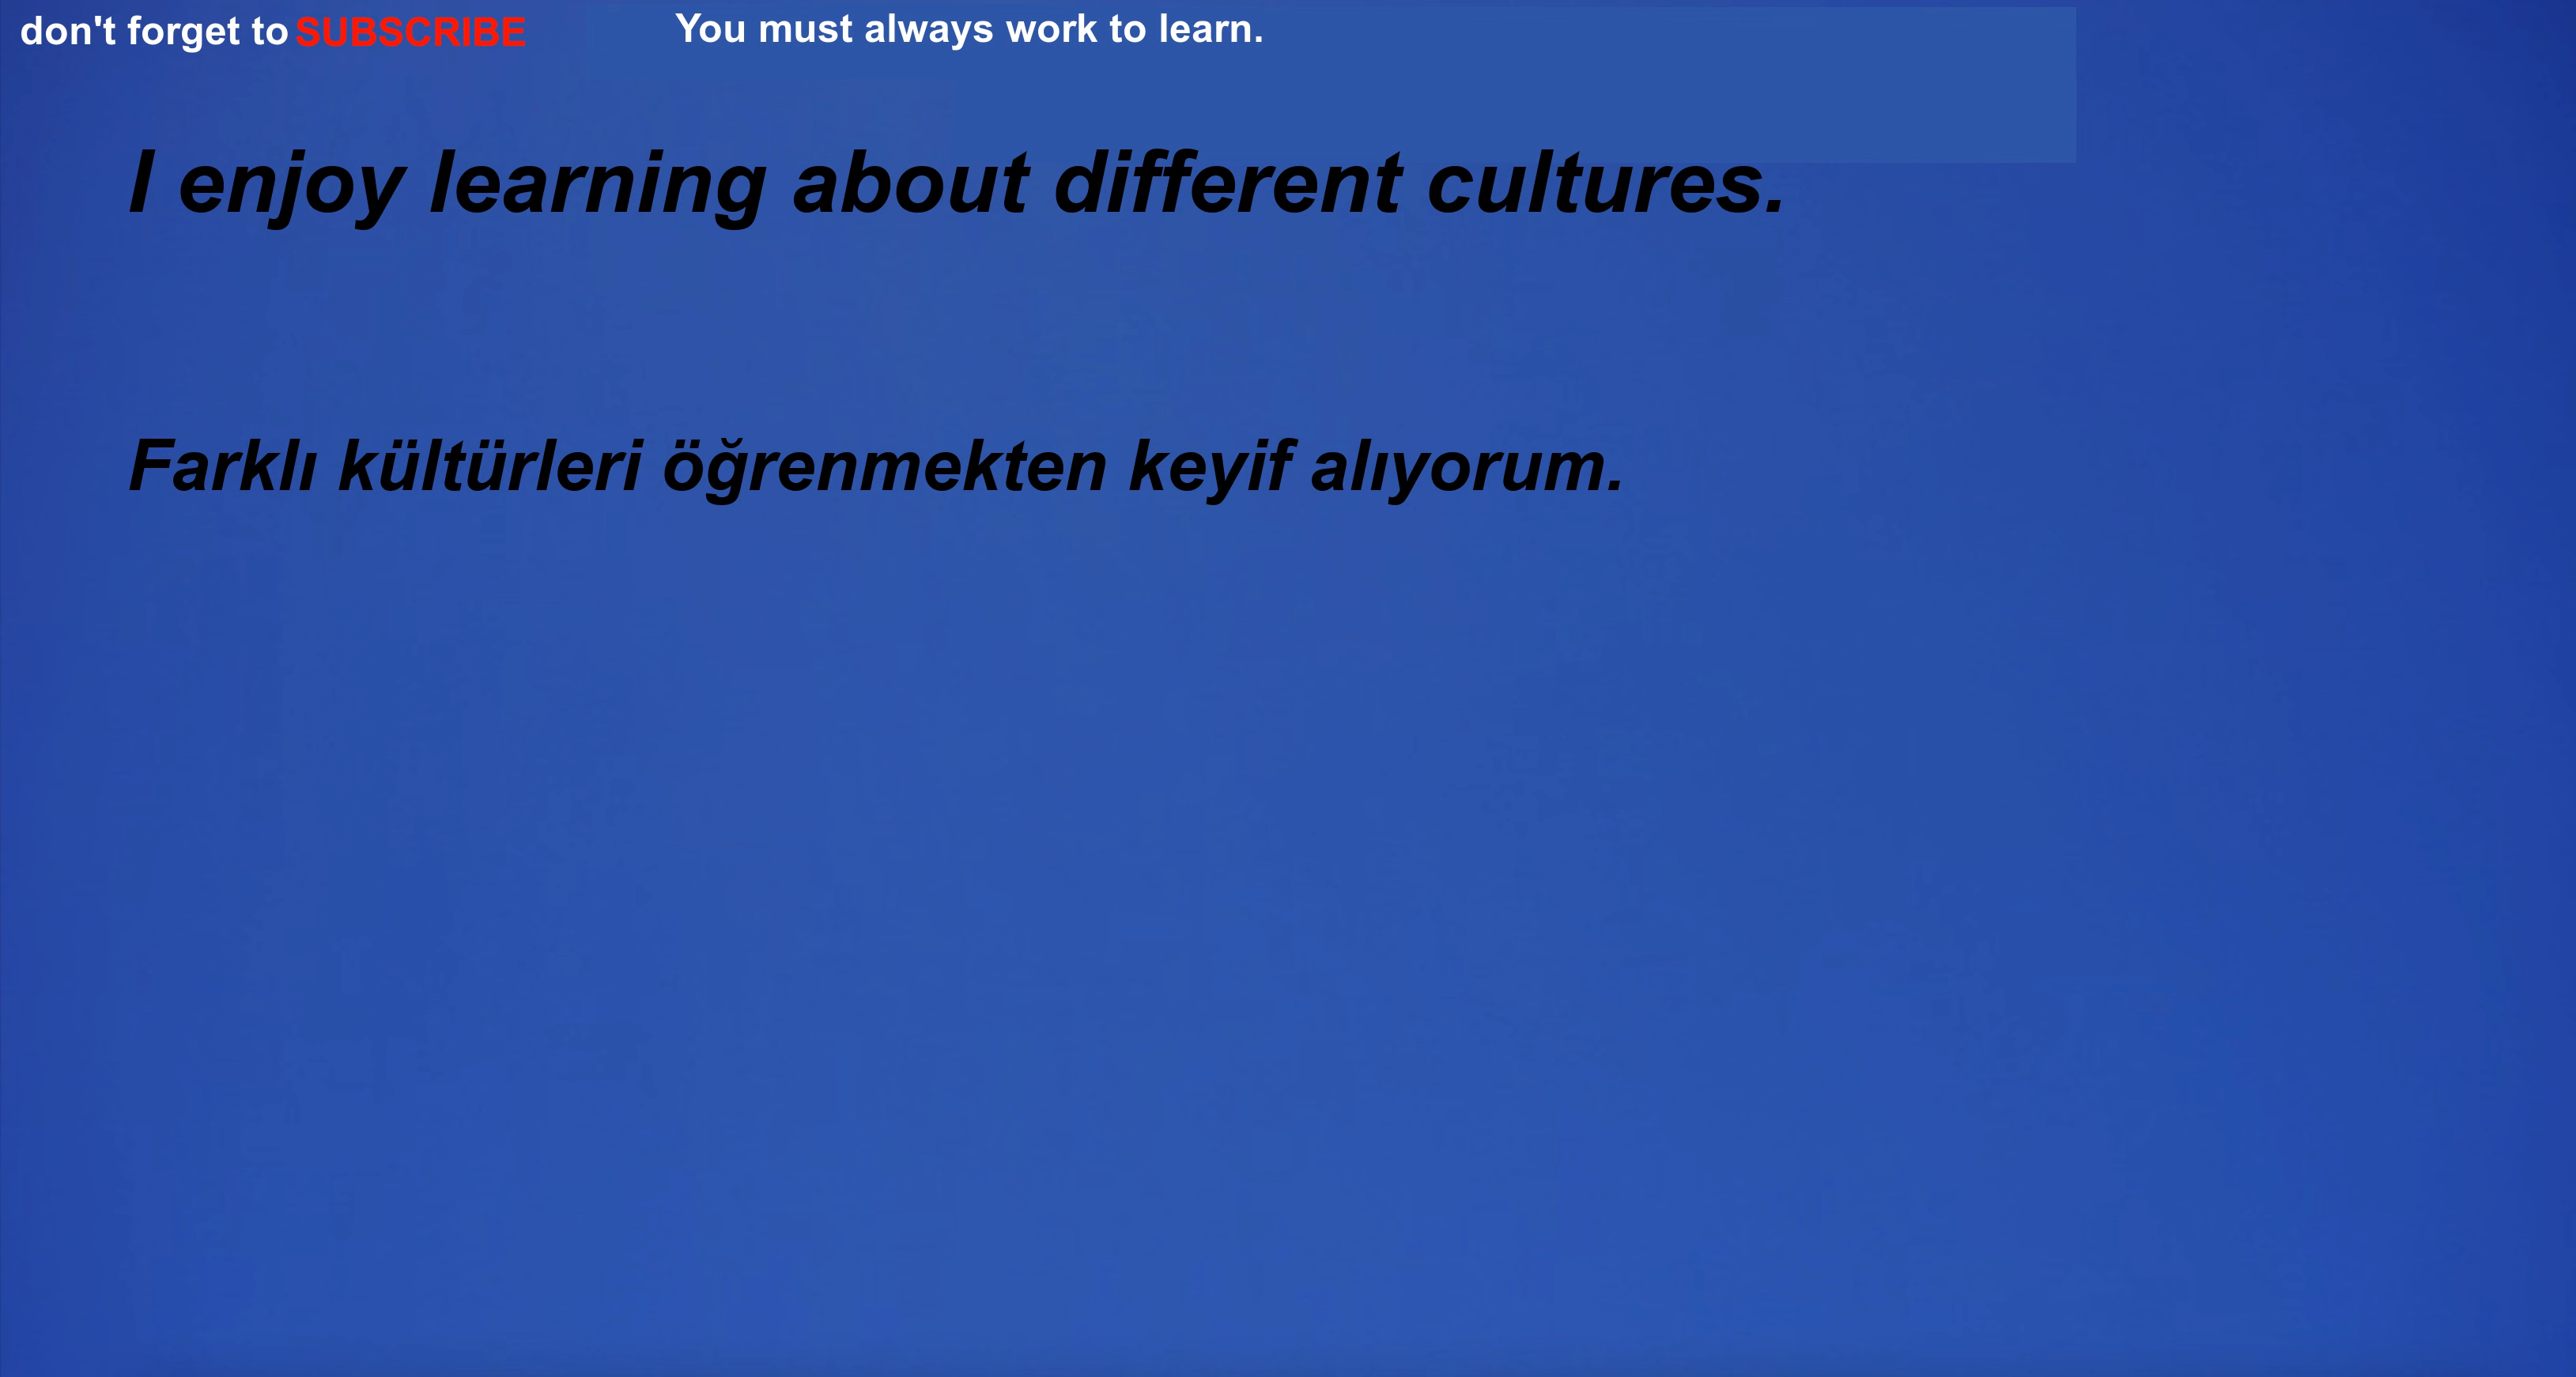 don't forget to SUBSCRIBE
You must always work to learn.
I enjoy learning about different cultures.
Farklı kültürleri öğrenmekten keyif alıyorum.